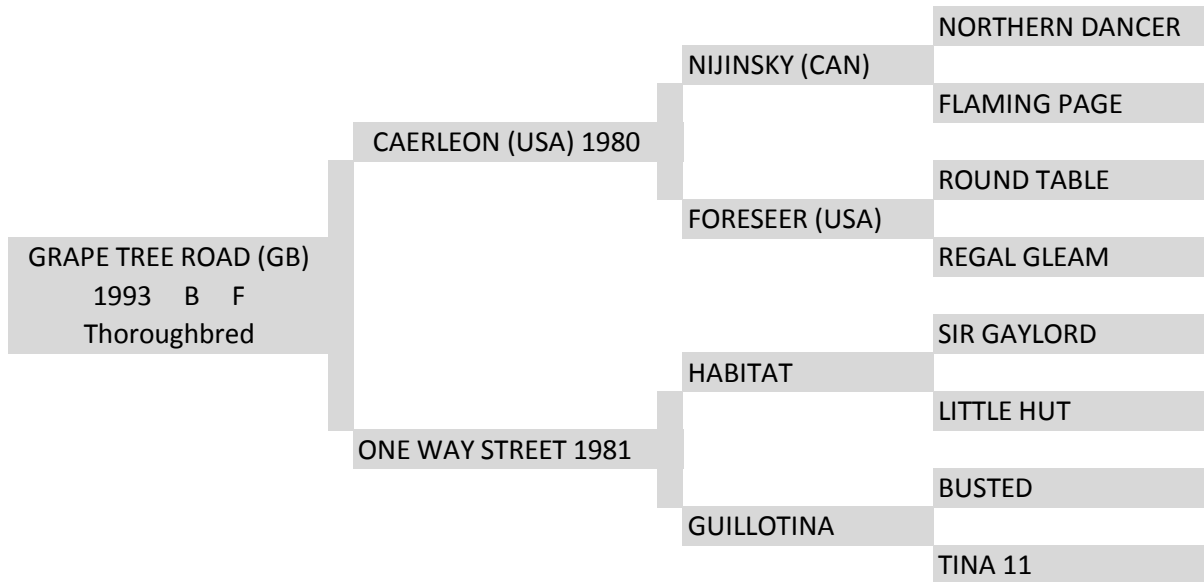 NORTHERN DANCER
NIJINSKY (CAN)
FLAMING PAGE
CAERLEON (USA) 1980
ROUND TABLE
FORESEER (USA)
REGAL GLEAM
GRAPE TREE ROAD (GB)
1993 B F
Thoroughbred
SIR GAYLORD
HABITAT
LITTLE HUT
ONE WAY STREET 1981
BUSTED
GUILLOTINA
TINA 11